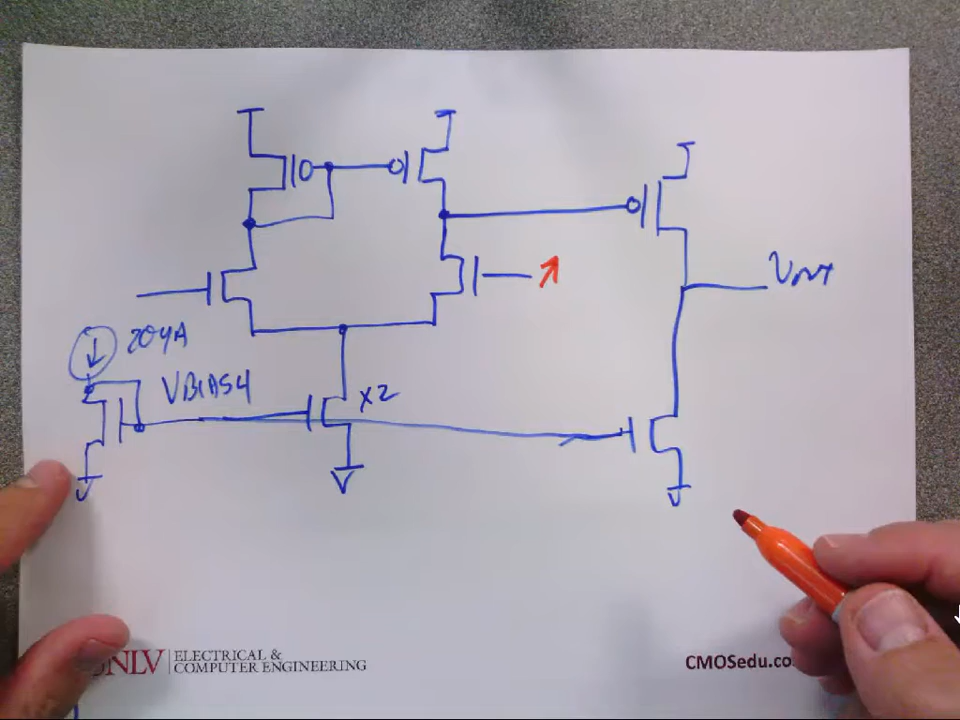 Vout
20μA
VBIAS4
X2
UNLV ELECTRICAL &
COMPUTER ENGINEERING
CMOSedu.co